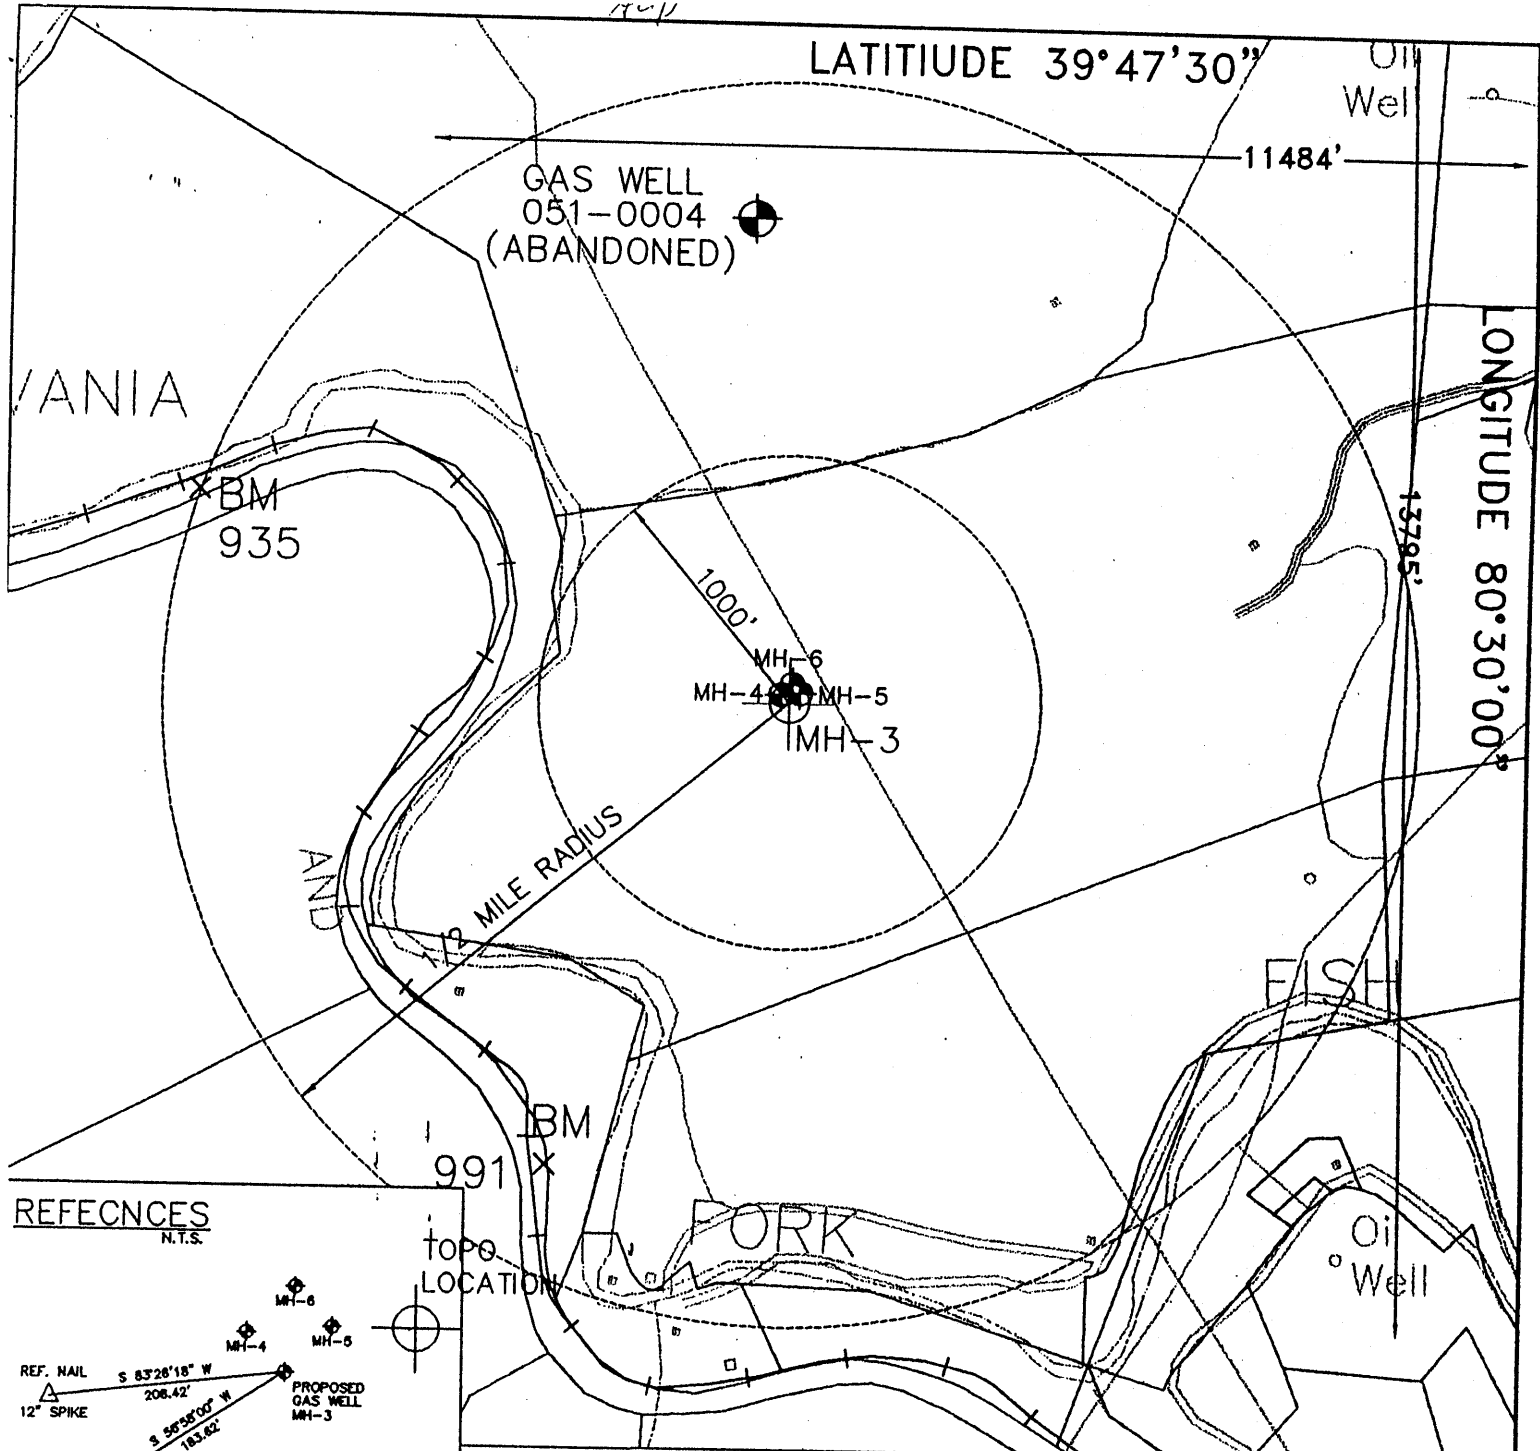 LATITIUDE 39°47'30"
Oil
Well
11484'
GAS WELL
051-0004
(ABANDONED)
VANIA
LONGITUDE 80°30'00"
BM
935
13795'
1000'
MH-6
MH-4
MH-5
MH-3
1/2 MILE RADIUS
AND
FISH
BM
991
FORK
TOPO
LOCATION
Oil
Well
REFECNCES
N.T.S.
MH-6
MH-4
MH-5
REF. NAIL
12" SPIKE
S 83°26'18" W
206.42'
S 56°58'00" W
183.62'
PROPOSED
GAS WELL
MH-3